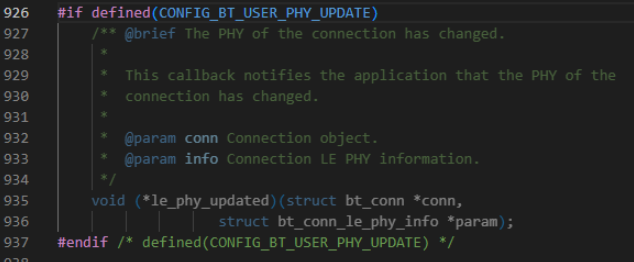 926 #if defined(CONFIG_BT_USER_PHY_UPDATE)
927     /** @brief The PHY of the connection has changed.
928      *
929      *  This callback notifies the application that the PHY of the
930      *  connection has changed.
931      *
932      *  @param conn Connection object.
933      *  @param info Connection LE PHY information.
934      */
935     void (*le_phy_updated)(struct bt_conn *conn,
936                    struct bt_conn_le_phy_info *param);
937 #endif /* defined(CONFIG_BT_USER_PHY_UPDATE) */